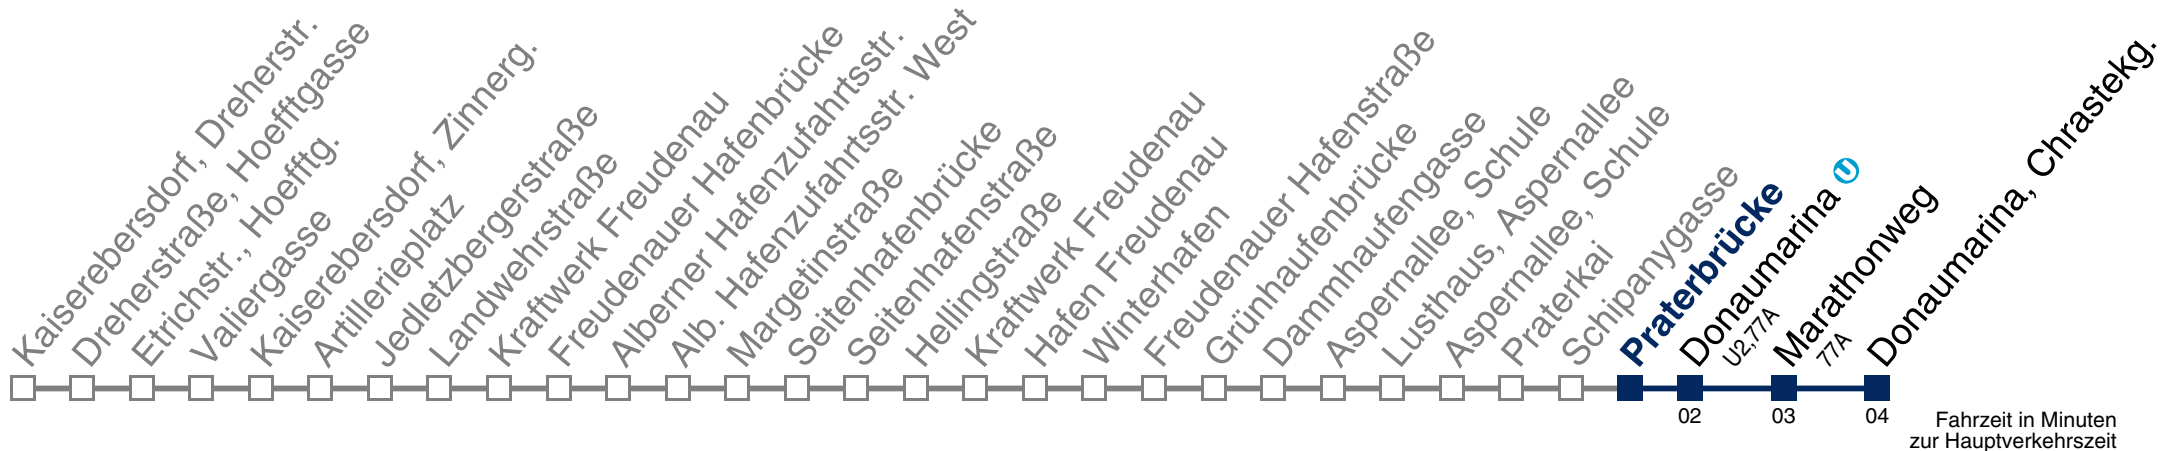 Kaiserebersdorf, Dreherstr.
Dreherstraße, Hoefftgasse
Etrichstr., Hoefftg.
Valiergasse
Kaiserebersdorf, Zinnerg.
Artillerieplatz
Jedletzbergerstraße
Landwehrstraße
Kraftwerk Freudenau
Freudenauer Hafenbrücke
Alberner Hafenzufahrtsstr.
Alb. Hafenzufahrtsstr. West
Margetinstraße
Seitenhafenbrücke
Seitenhafenstraße
Hellingstraße
Kraftwerk Freudenau
Hafen Freudenau
Winterhafen
Freudenauer Hafenstraße
Grünhaufenbrücke
Dammhaufengasse
Aspernallee, Schule
Lusthaus, Aspernallee
Aspernallee, Schule
Praterkai
Schipanygasse
Praterbrücke
Donaumarina U
U2,77A
Marathonweg
77A
Donaumarina, Chrastekg.
02
03
04
Fahrzeit in Minuten
zur Hauptverkehrszeit